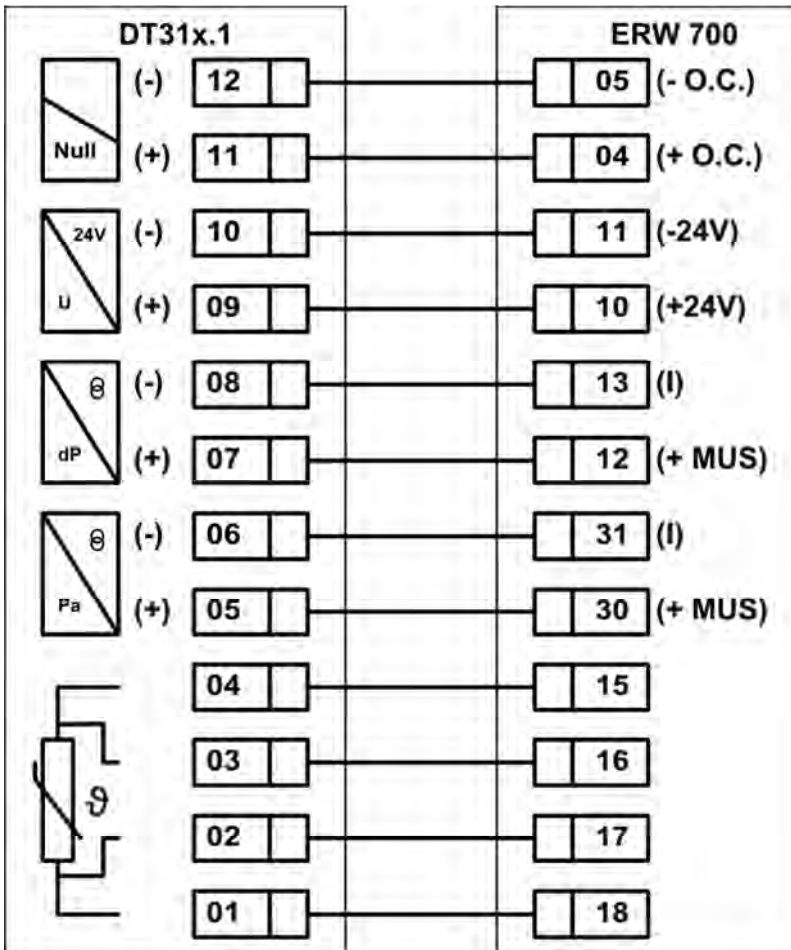 DT31x.1 ERW 700
(-) 12 05 (- O.C.)
Null (+) 11 04 (+ O.C.)
24V (-) 10 11 (-24V)
U (+) 09 10 (+24V)
θ (-) 08 13 (I)
dP (+) 07 12 (+ MUS)
θ (-) 06 31 (I)
Pa (+) 05 30 (+ MUS)
04 15
03 16
ϑ
02 17
01 18